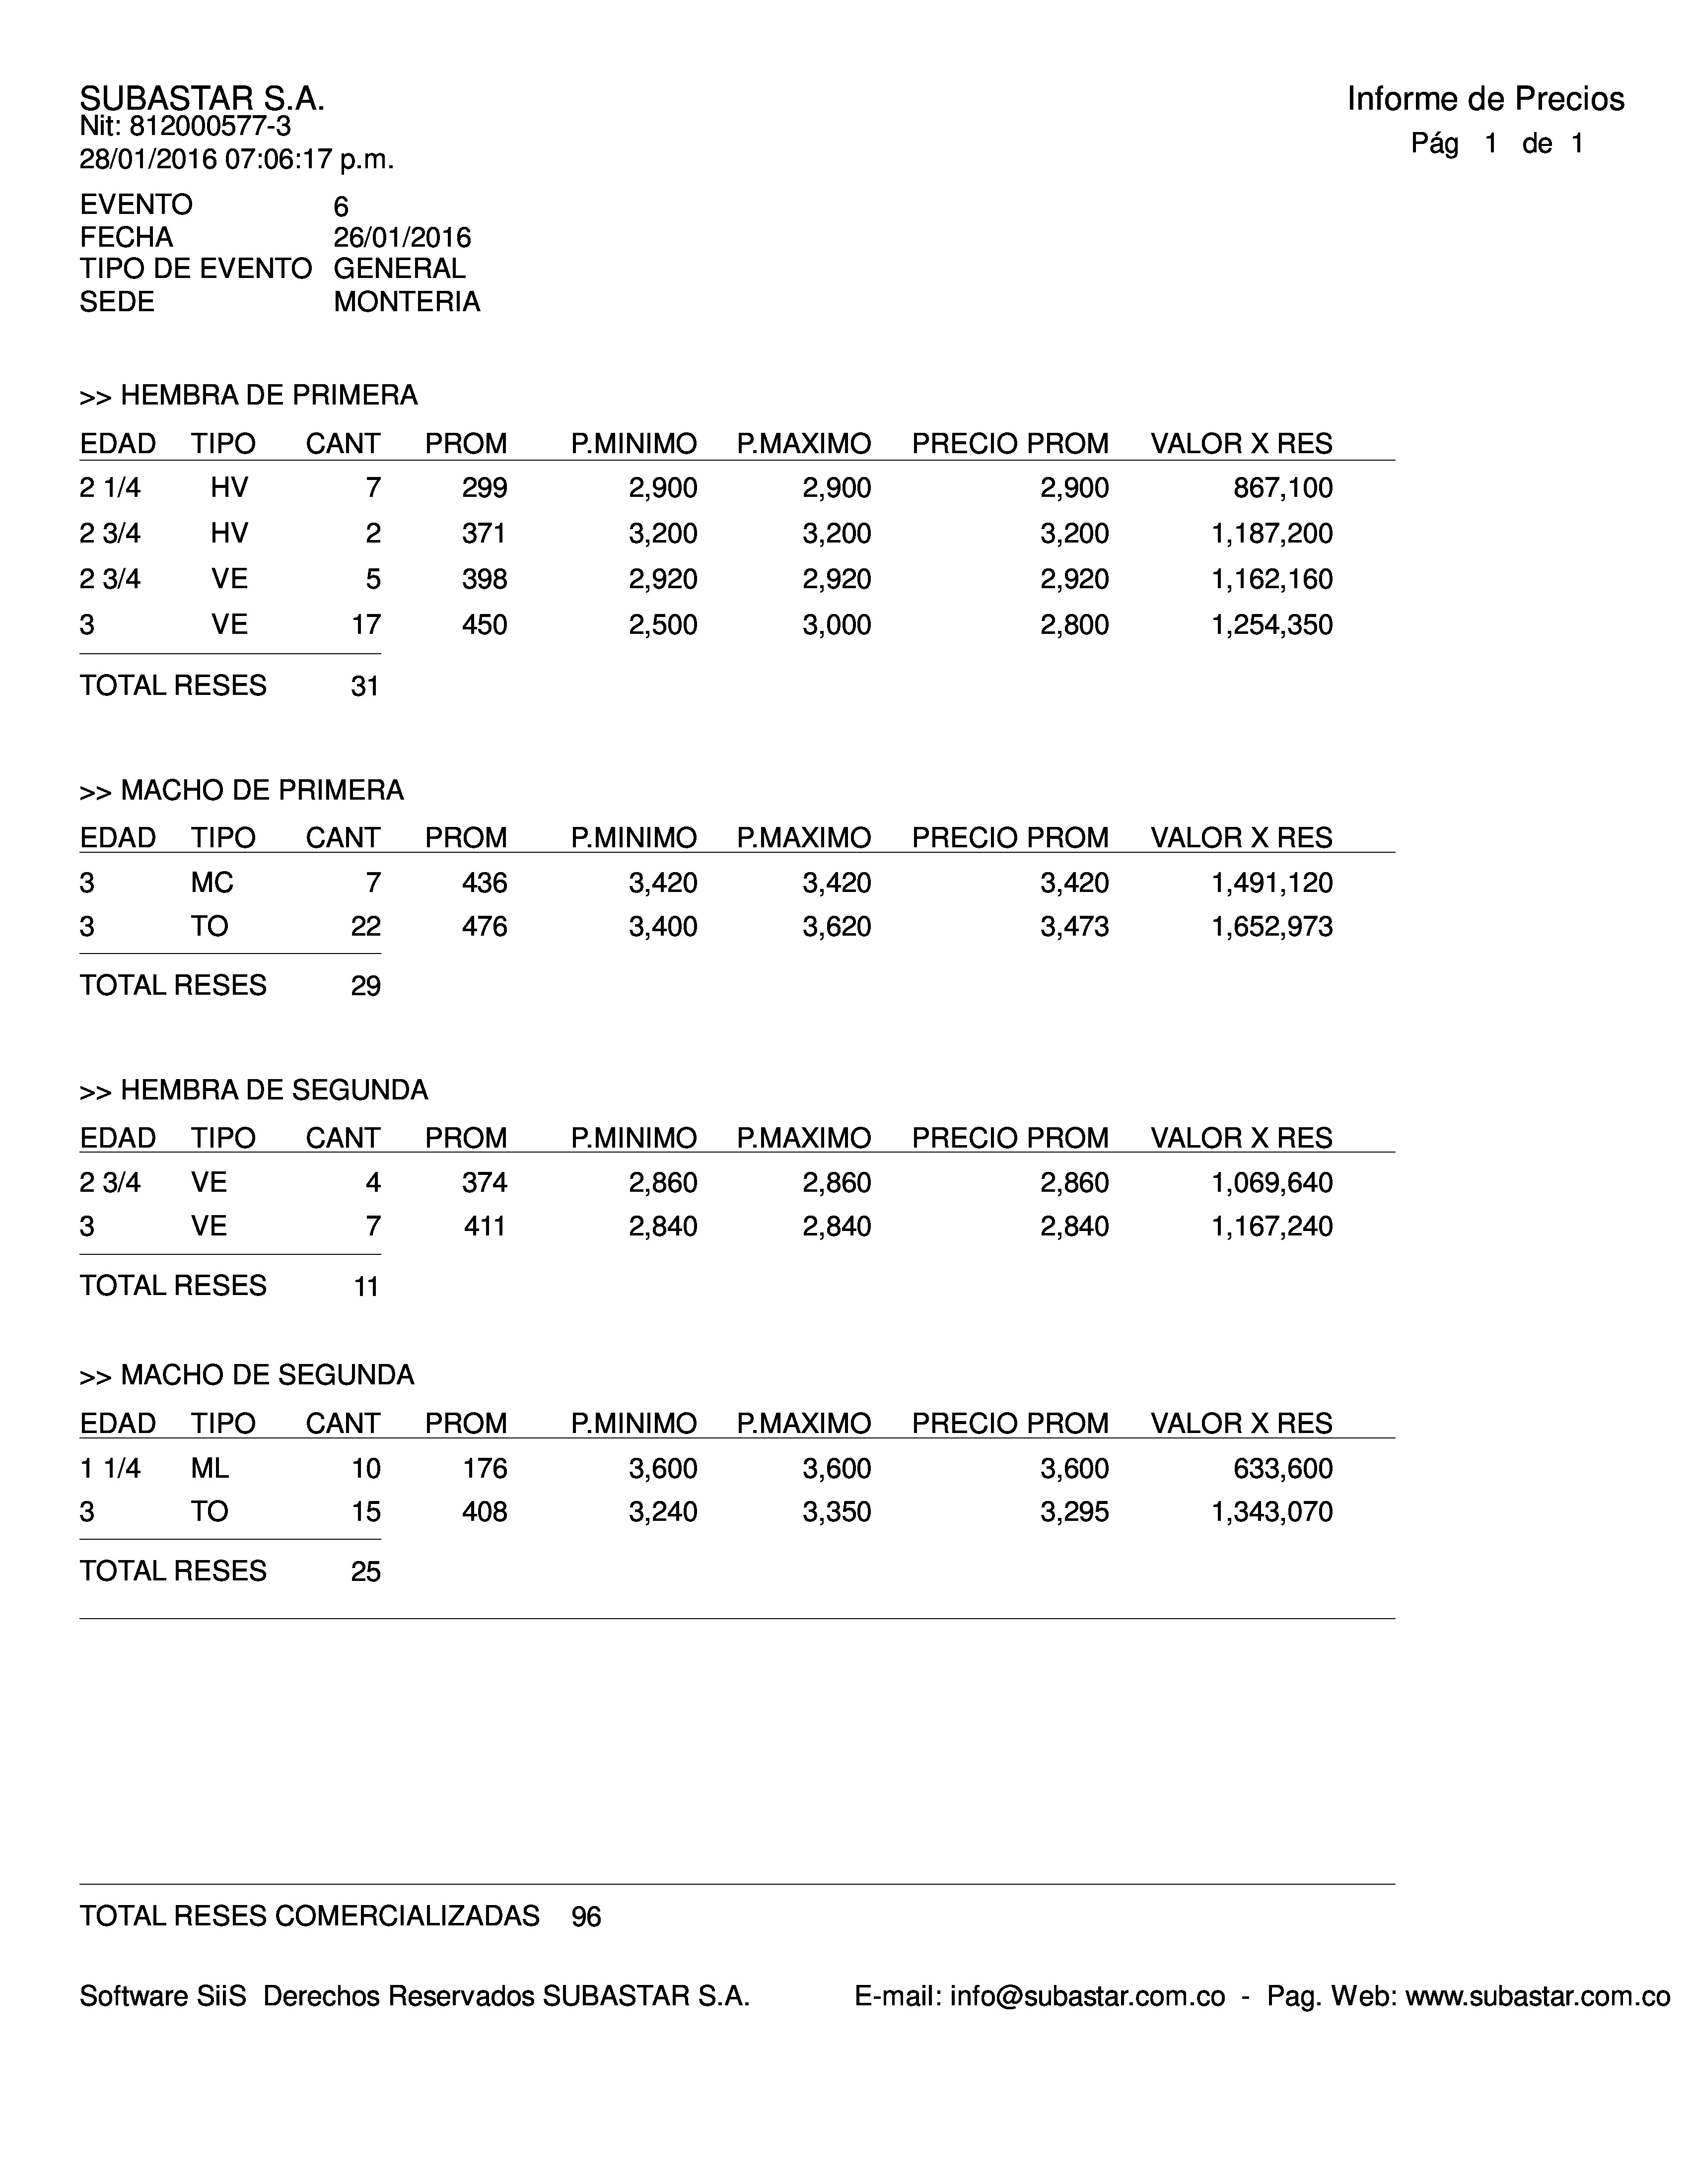 SUBASTAR S.A.
Informe de Precios
Nit: 812000577-3
Pág 1 de 1
28/01/2016 07:06:17 p.m.
EVENTO 6
FECHA 26/01/2016
TIPO DE EVENTO GENERAL
SEDE MONTERIA
>> HEMBRA DE PRIMERA
EDAD TIPO CANT PROM P.MINIMO P.MAXIMO PRECIO PROM VALOR X RES
2 1/4 HV 7 299 2,900 2,900 2,900 867,100
2 3/4 HV 2 371 3,200 3,200 3,200 1,187,200
2 3/4 VE 5 398 2,920 2,920 2,920 1,162,160
3 VE 17 450 2,500 3,000 2,800 1,254,350
TOTAL RESES 31
>> MACHO DE PRIMERA
EDAD TIPO CANT PROM P.MINIMO P.MAXIMO PRECIO PROM VALOR X RES
3 MC 7 436 3,420 3,420 3,420 1,491,120
3 TO 22 476 3,400 3,620 3,473 1,652,973
TOTAL RESES 29
>> HEMBRA DE SEGUNDA
EDAD TIPO CANT PROM P.MINIMO P.MAXIMO PRECIO PROM VALOR X RES
2 3/4 VE 4 374 2,860 2,860 2,860 1,069,640
3 VE 7 411 2,840 2,840 2,840 1,167,240
TOTAL RESES 11
>> MACHO DE SEGUNDA
EDAD TIPO CANT PROM P.MINIMO P.MAXIMO PRECIO PROM VALOR X RES
1 1/4 ML 10 176 3,600 3,600 3,600 633,600
3 TO 15 408 3,240 3,350 3,295 1,343,070
TOTAL RESES 25
TOTAL RESES COMERCIALIZADAS 96
Software SiiS Derechos Reservados SUBASTAR S.A. E-mail: info@subastar.com.co - Pag. Web: www.subastar.com.co